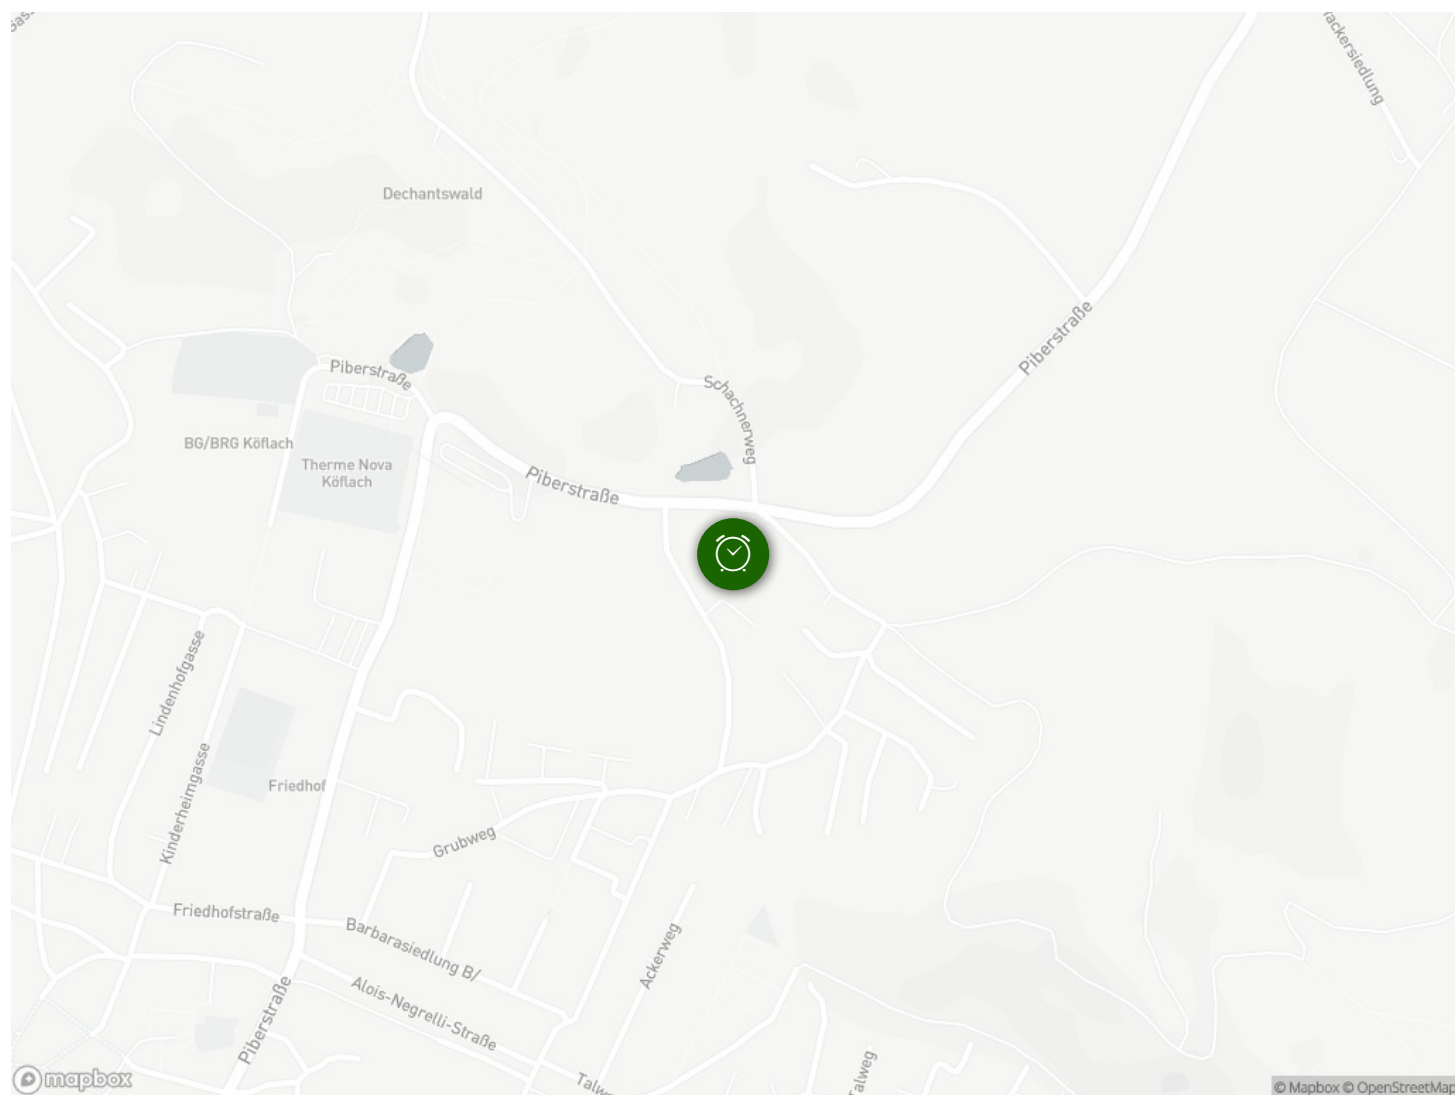 Dechantswald
Piberstraße
Piberstraße
Schachnerweg
BG/BRG Köflach
Therme Nova
Köflach
Piberstraße
Lindenhofgasse
Kinderheimgasse
Friedhof
Grubweg
Friedhofstraße
Barbarasiedlung B/
Ackerweg
Alois-Negrelli-Straße
Piberstraße
Talweg
mapbox
© Mapbox © OpenStreetMap